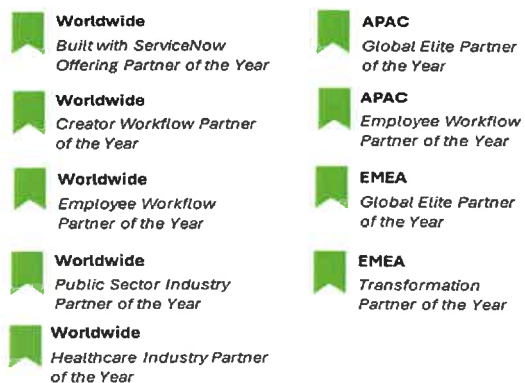 Worldwide
Built with ServiceNow
Offering Partner of the Year
Worldwide
Creator Workflow Partner
of the Year
Worldwide
Employee Workflow
Partner of the Year
Worldwide
Public Sector Industry
Partner of the Year
Worldwide
Healthcare Industry Partner
of the Year
APAC
Global Elite Partner
of the Year
APAC
Employee Workflow
Partner of the Year
EMEA
Global Elite Partner
of the Year
EMEA
Transformation
Partner of the Year